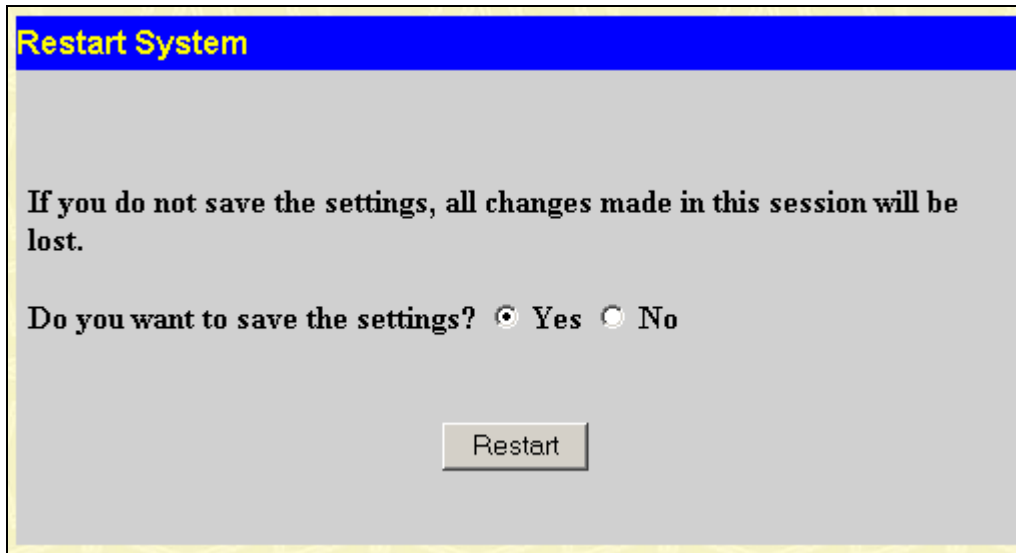 Restart System
If you do not save the settings, all changes made in this session will be
lost.
Do you want to save the settings? Yes No
Restart